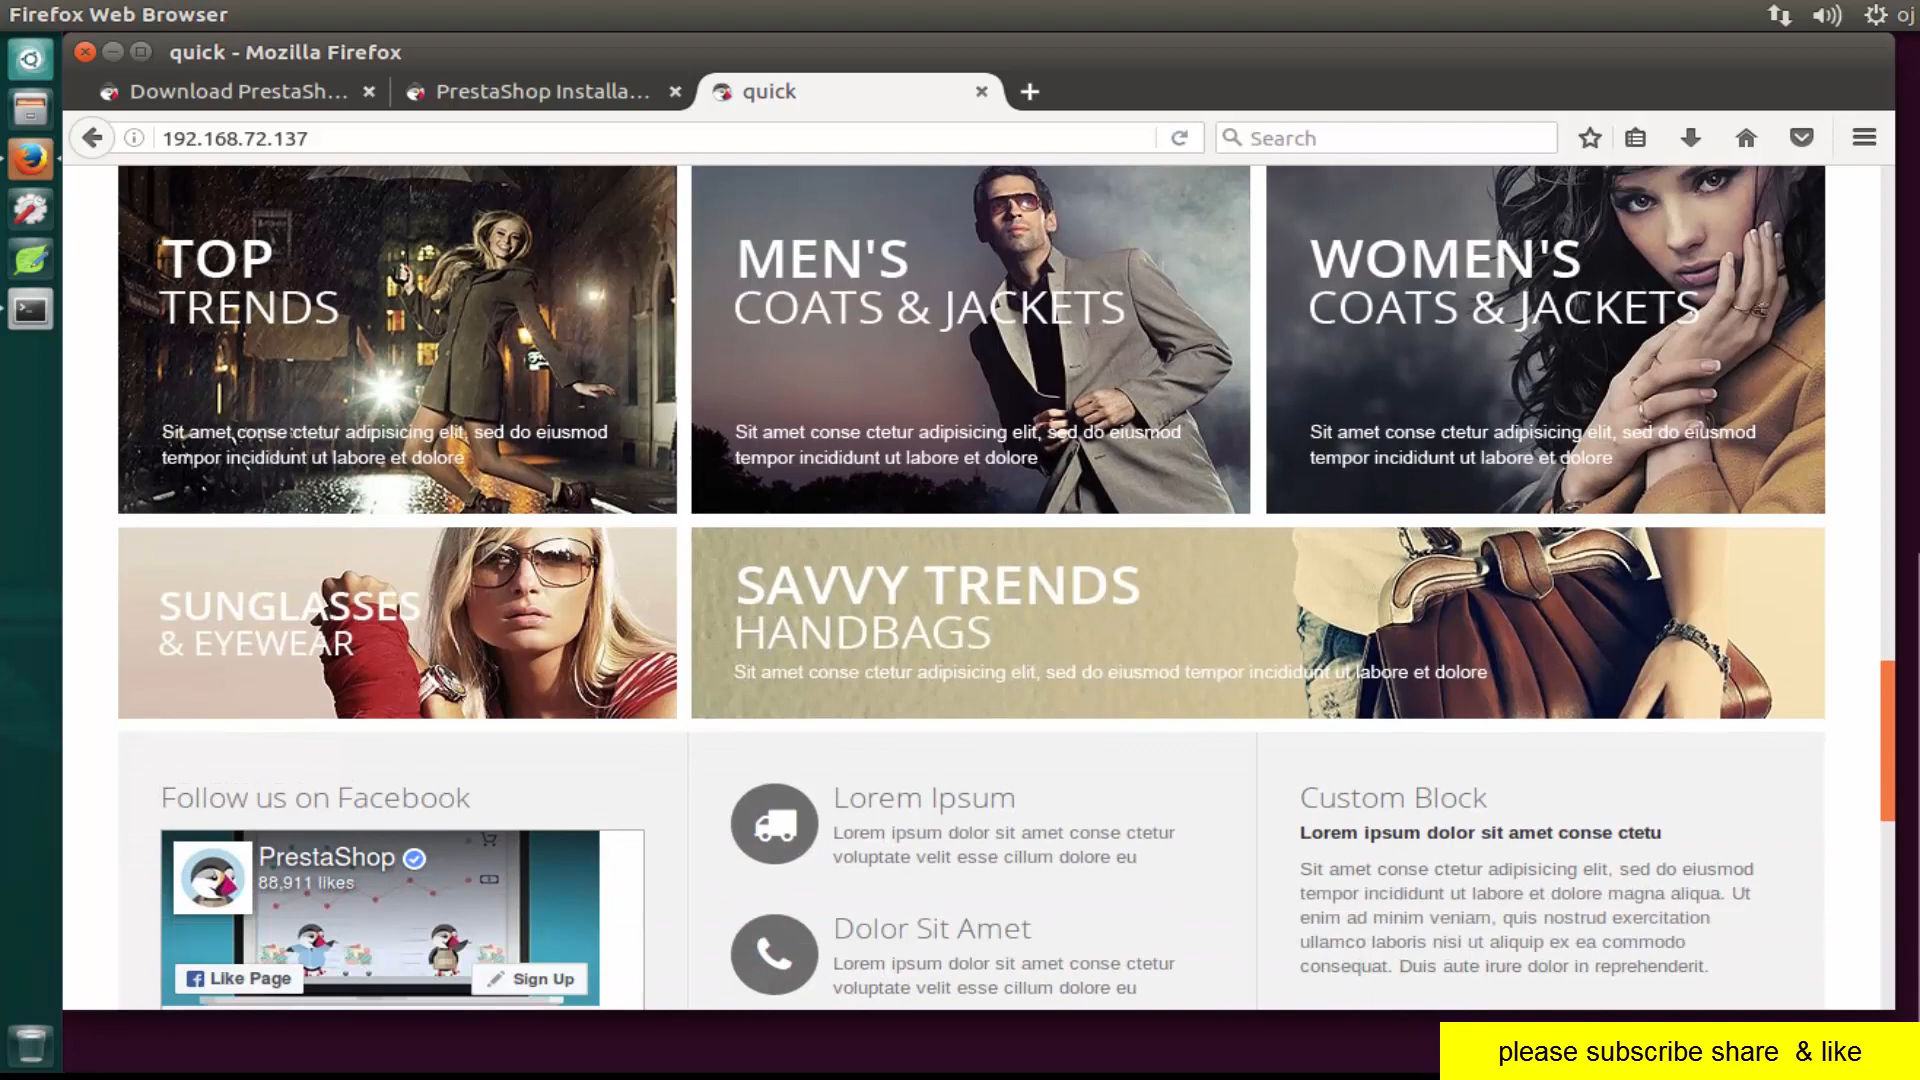 Firefox Web Browser
oj
quick - Mozilla Firefox
Download PrestaSh...
PrestaShop Installa...
quick
192.168.72.137
Search
TOP
TRENDS
Sit amet conse ctetur adipisicing elit, sed do eiusmod
tempor incididunt ut labore et dolore
MEN'S
COATS & JACKETS
Sit amet conse ctetur adipisicing elit, sed do eiusmod
tempor incididunt ut labore et dolore
WOMEN'S
COATS & JACKETS
Sit amet conse ctetur adipisicing elit, sed do eiusmod
tempor incididunt ut labore et dolore
SUNGLASSES
& EYEWEAR
SAVVY TRENDS
HANDBAGS
Sit amet conse ctetur adipisicing elit, sed do eiusmod tempor incididunt ut labore et dolore
Follow us on Facebook
PrestaShop
88,911 likes
Like Page
Sign Up
Lorem Ipsum
Lorem ipsum dolor sit amet conse ctetur
voluptate velit esse cillum dolore eu
Dolor Sit Amet
Lorem ipsum dolor sit amet conse ctetur
voluptate velit esse cillum dolore eu
Custom Block
Lorem ipsum dolor sit amet conse ctetu
Sit amet conse ctetur adipisicing elit, sed do eiusmod
tempor incididunt ut labore et dolore magna aliqua. Ut
enim ad minim veniam, quis nostrud exercitation
ullamco laboris nisi ut aliquip ex ea commodo
consequat. Duis aute irure dolor in reprehenderit.
please subscribe share & like